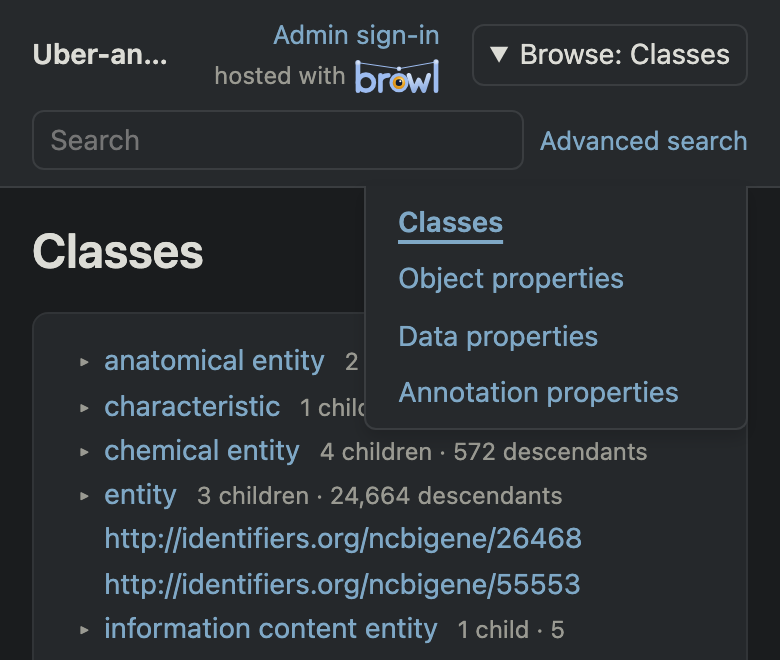 Uber-an...
Admin sign-in
hosted with browl
▼ Browse: Classes
Search
Advanced search
Classes
Object properties
Data properties
Annotation properties
Classes
▸ anatomical entity 2
▸ characteristic 1 chil
▸ chemical entity 4 children · 572 descendants
▸ entity 3 children · 24,664 descendants
http://identifiers.org/ncbigene/26468
http://identifiers.org/ncbigene/55553
▸ information content entity 1 child · 5